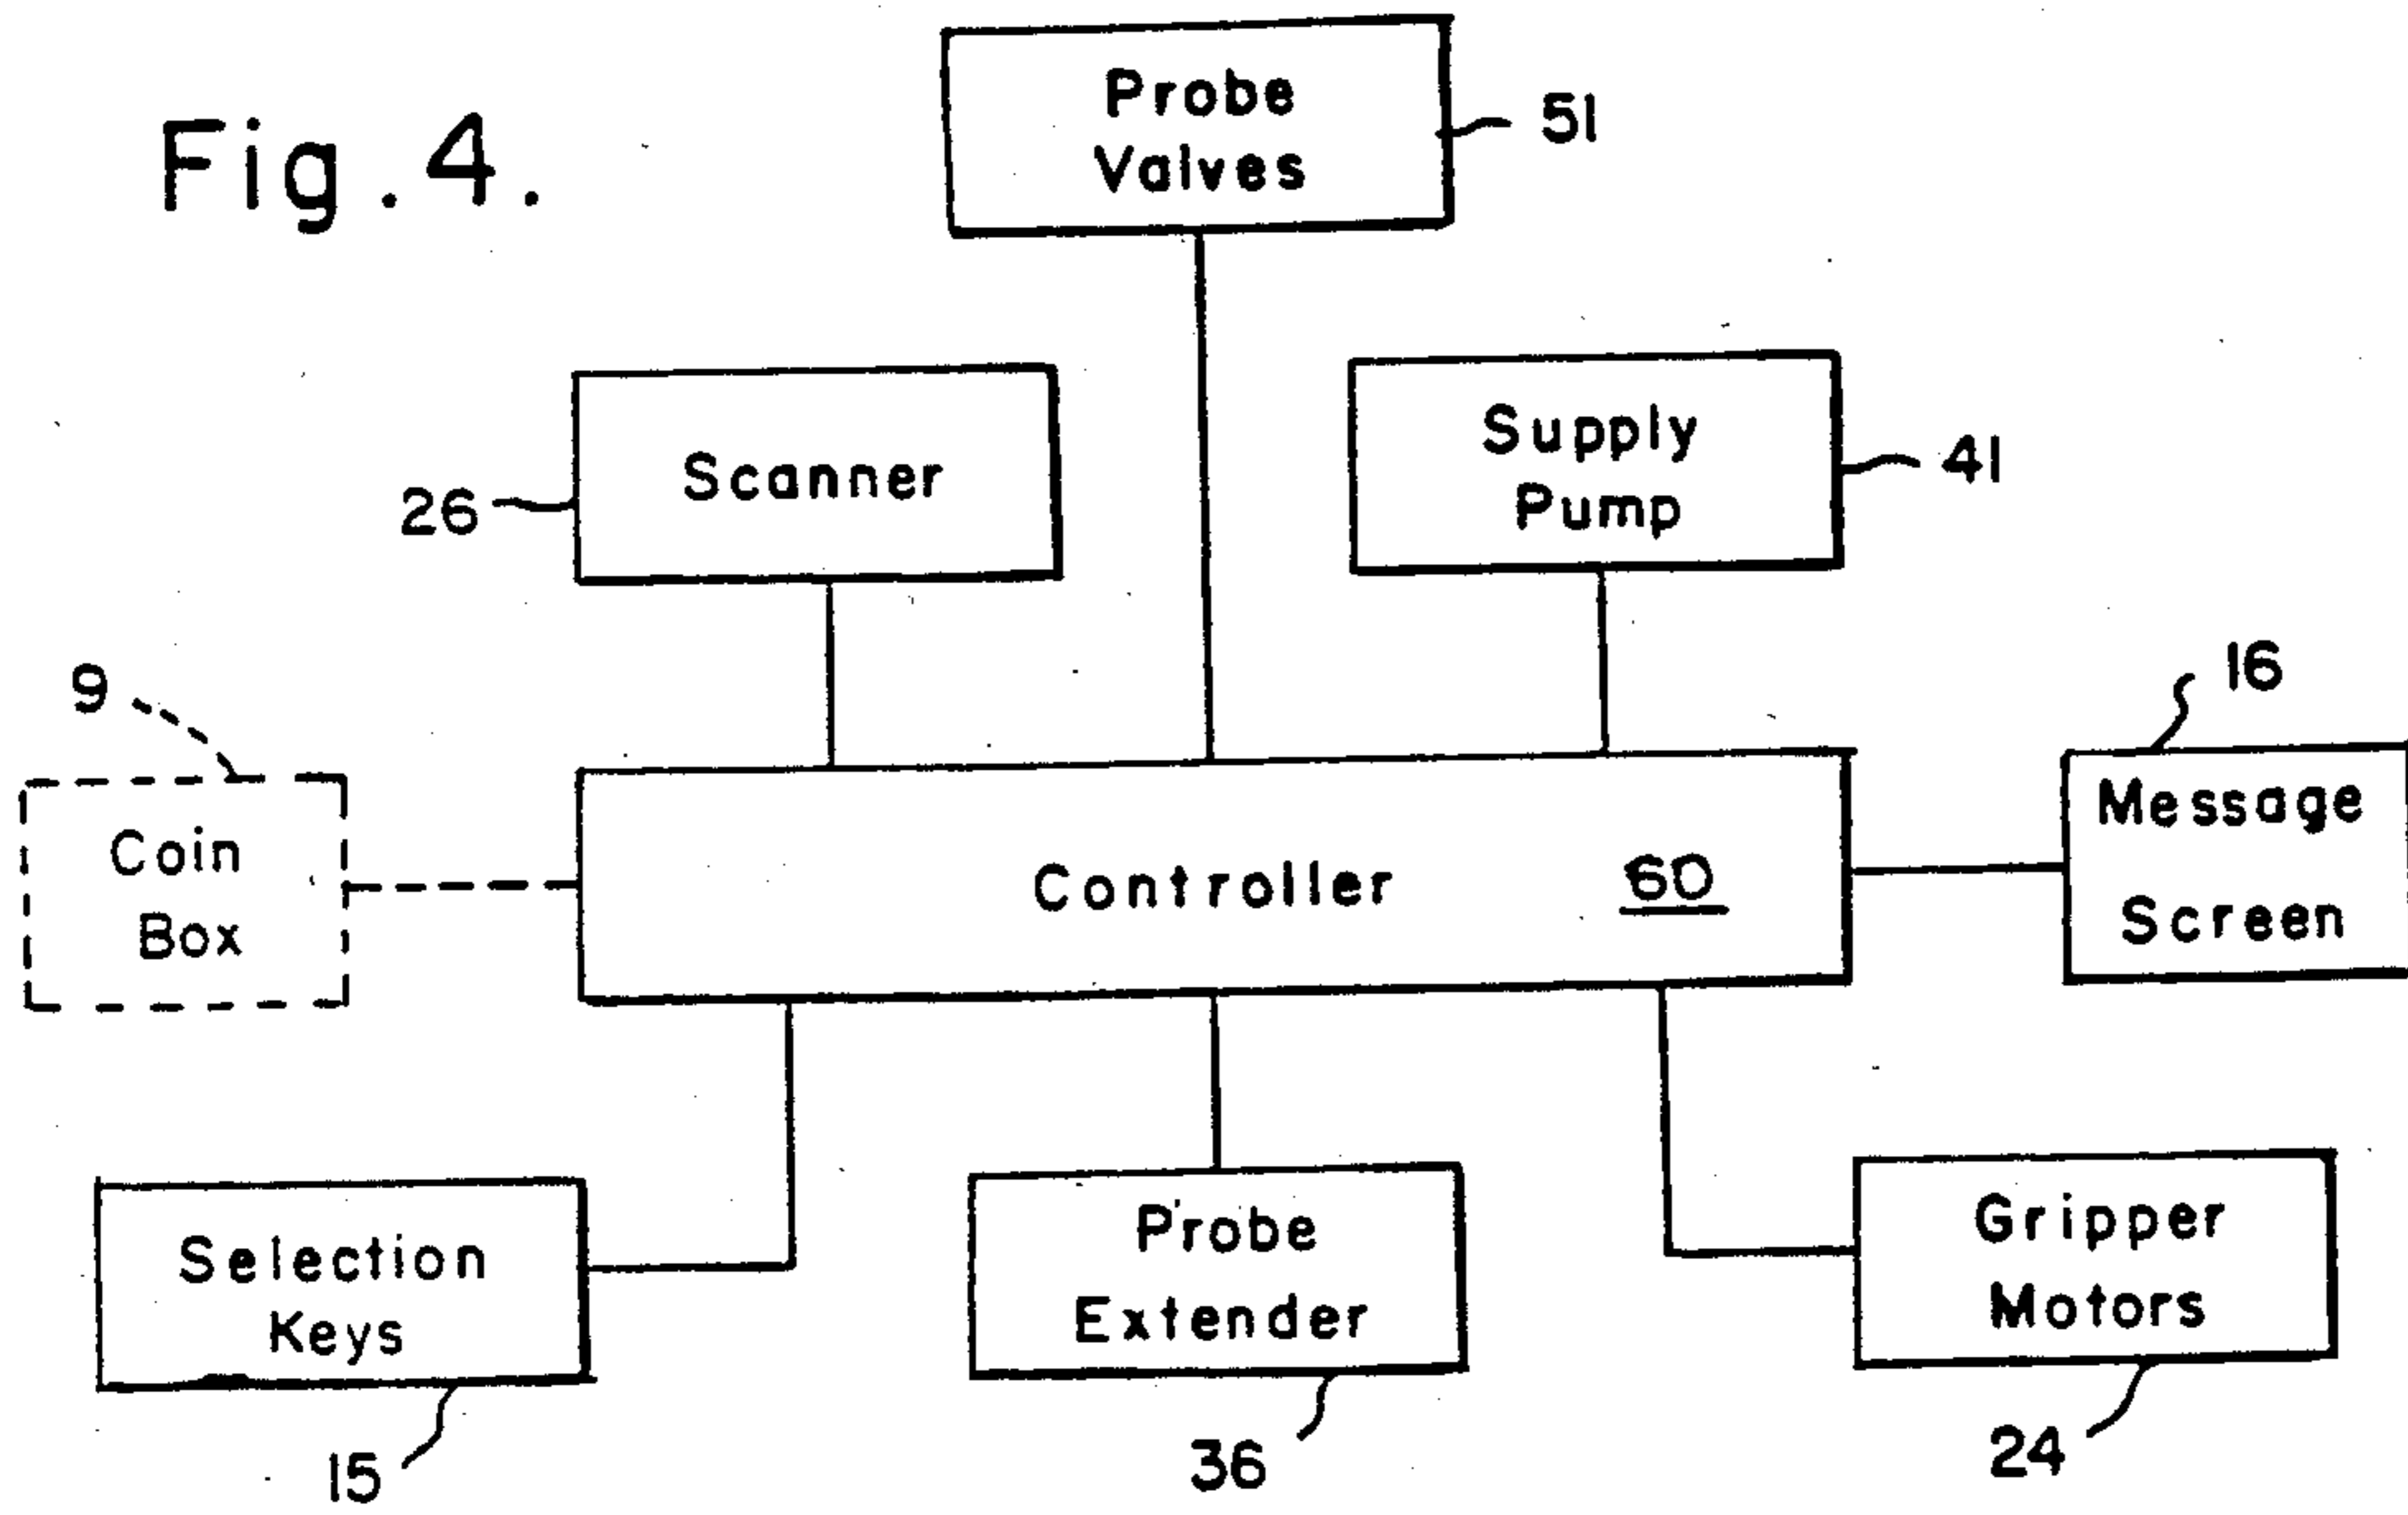 Fig.4.
Probe
Valves
51
Scanner
26
Supply
Pump
41
9
Coin
Box
Controller 60
16
Message
Screen
Selection
Keys
15
Probe
Extender
36
Gripper
Motors
24